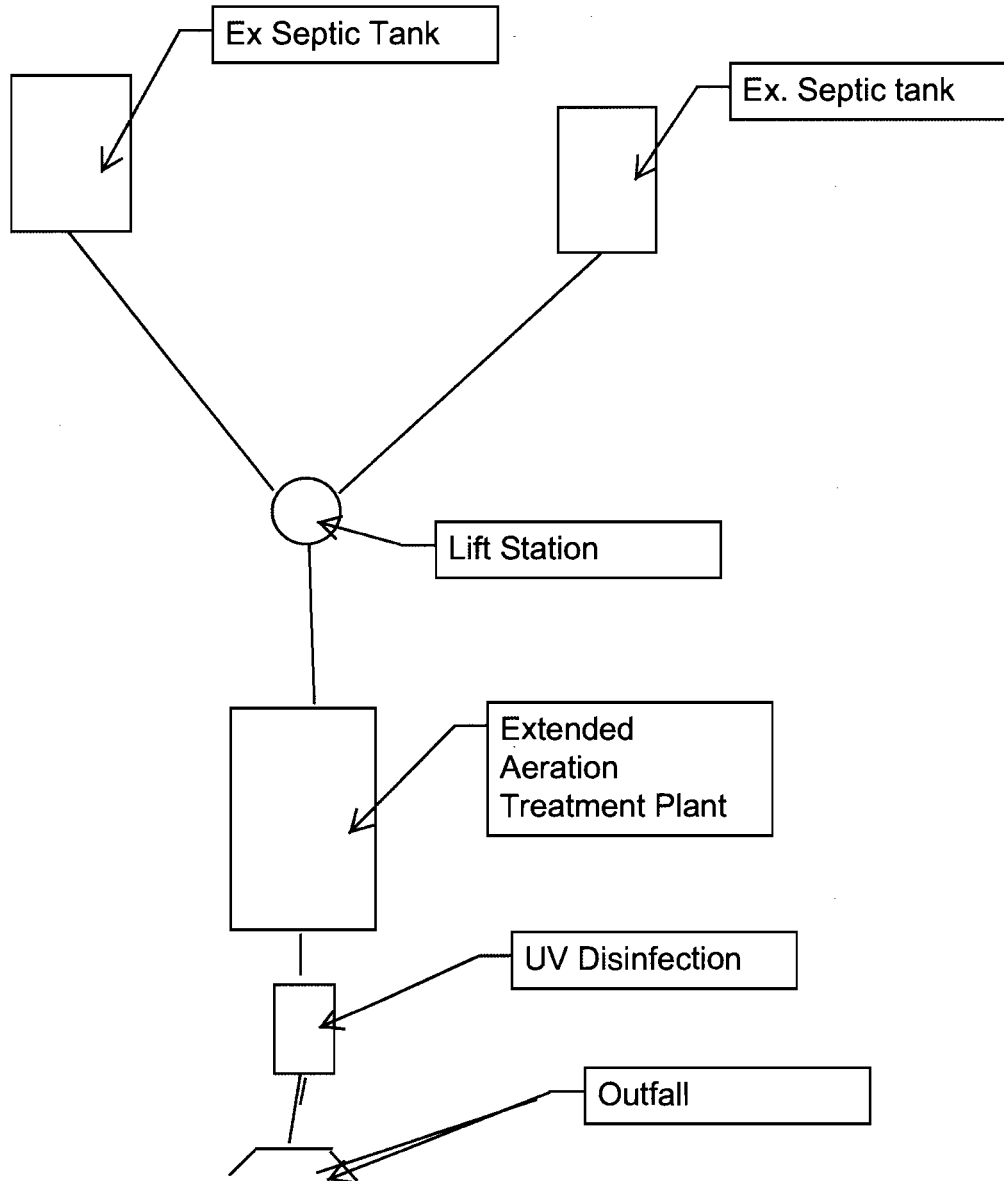 Ex Septic Tank
Ex. Septic tank
Lift Station
Extended
Aeration
Treatment Plant
UV Disinfection
Outfall